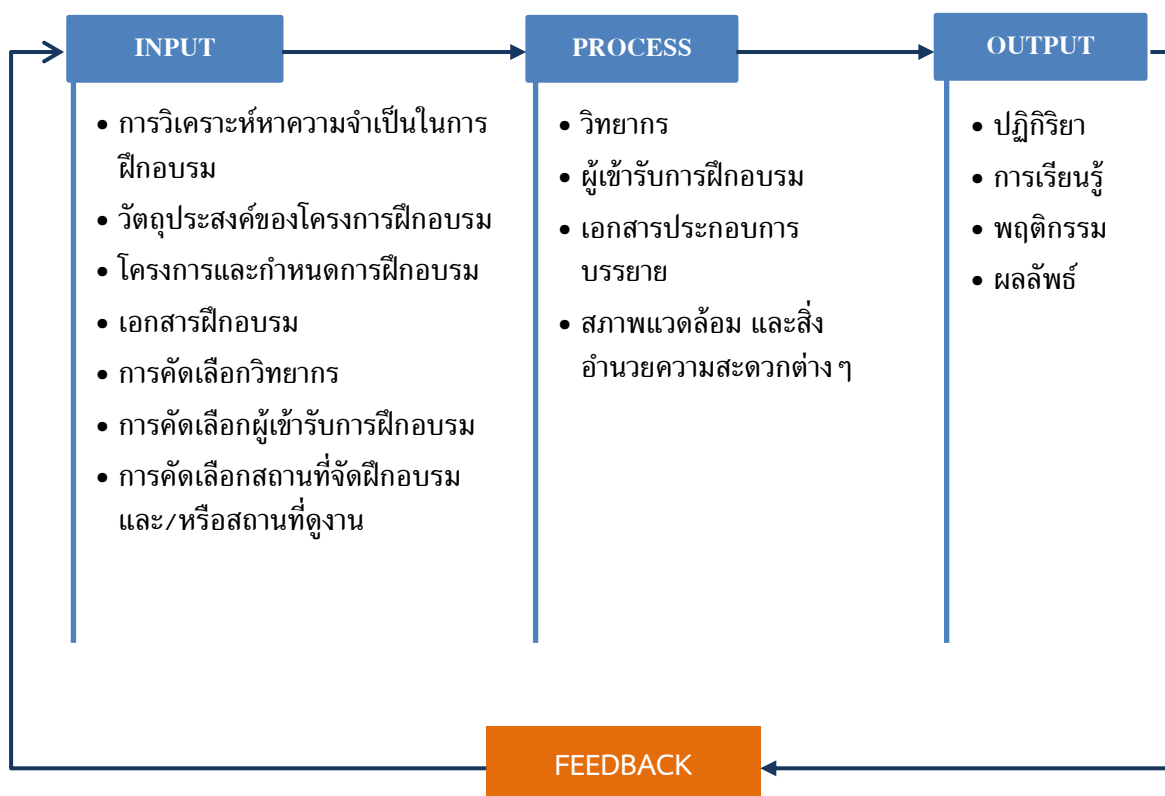 INPUT
• การวิเคราะห์หาความจำเป็นในการ
ฝึกอบรม
• วัตถุประสงค์ของโครงการฝึกอบรม
• โครงการและกำหนดการฝึกอบรม
• เอกสารฝึกอบรม
• การคัดเลือกวิทยากร
• การคัดเลือกผู้เข้ารับการฝึกอบรม
• การคัดเลือกสถานที่จัดฝึกอบรม
และ/หรือสถานที่ดูงาน
PROCESS
• วิทยากร
• ผู้เข้ารับการฝึกอบรม
• เอกสารประกอบการ
บรรยาย
• สภาพแวดล้อม และสิ่ง
อำนวยความสะดวกต่าง ๆ
OUTPUT
• ปฏิกิริยา
• การเรียนรู้
• พฤติกรรม
• ผลลัพธ์
FEEDBACK